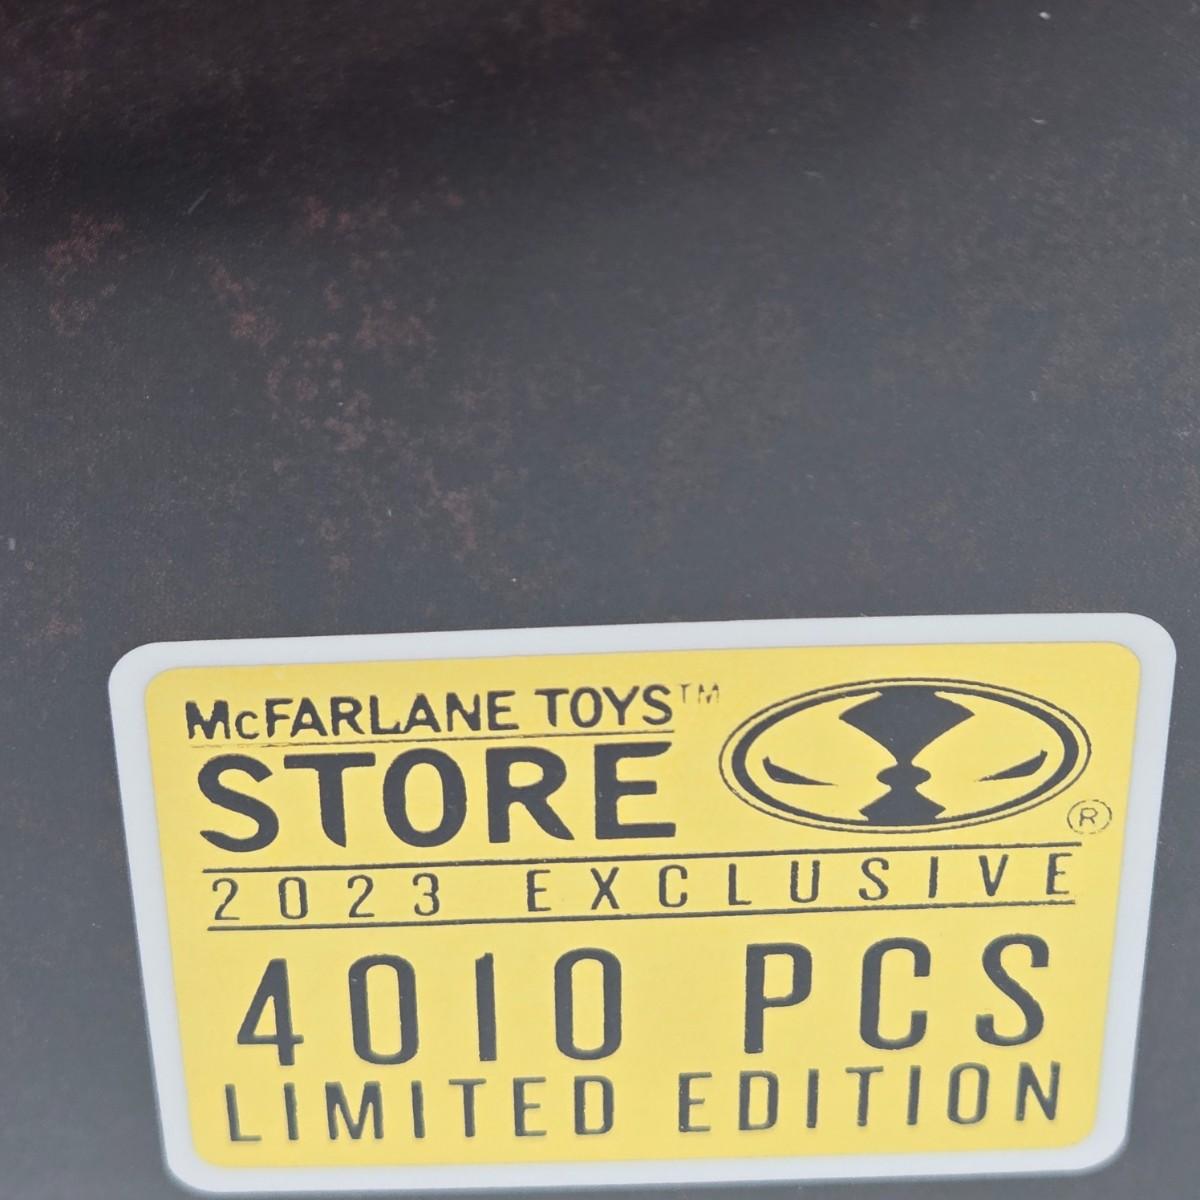 McFARLANE TOYS™
STORE
®
2023 EXCLUSIVE
4010 PCS
LIMITED EDITION